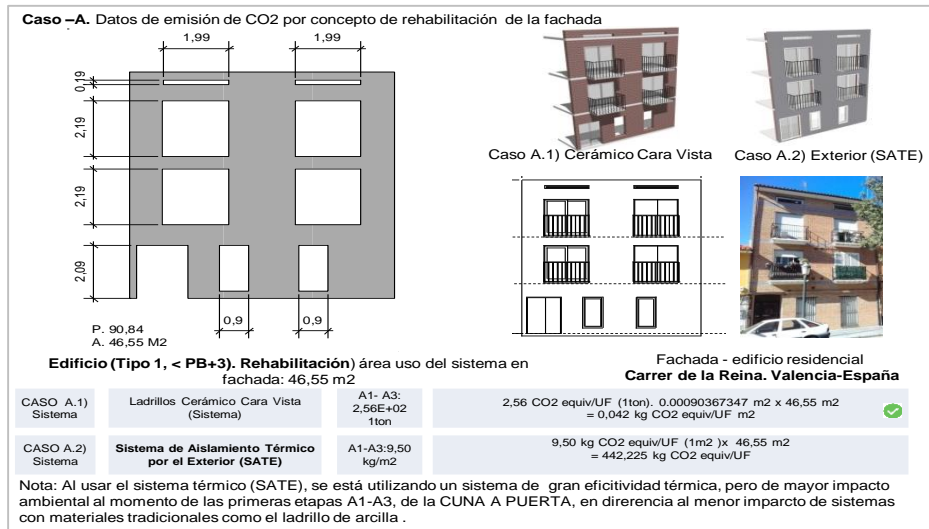 Caso –A. Datos de emisión de CO2 por concepto de rehabilitación de la fachada
1,99
1,99
0,19
2,19
2,19
2,09
0,9
0,9
P. 90,84
A. 46,55 M2
Caso A.1) Cerámico Cara Vista
Caso A.2) Exterior (SATE)
Edificio (Tipo 1, < PB+3). Rehabilitación) área uso del sistema en
fachada: 46,55 m2
Fachada - edificio residencial
Carrer de la Reina. Valencia-España
CASO A.1)
Sistema
Ladrillos Cerámico Cara Vista
(Sistema)
A1- A3:
2,56E+02
1ton
2,56 CO2 equiv/UF (1ton). 0.00090367347 m2 x 46,55 m2
= 0,042 kg CO2 equiv/UF m2
CASO A.2)
Sistema
Sistema de Aislamiento Térmico
por el Exterior (SATE)
A1-A3:9,50
kg/m2
9,50 kg CO2 equiv/UF (1m2 )x 46,55 m2
= 442,225 kg CO2 equiv/UF
Nota: Al usar el sistema térmico (SATE), se está utilizando un sistema de gran eficitividad térmica, pero de mayor impacto
ambiental al momento de las primeras etapas A1-A3, de la CUNA A PUERTA, en direrencia al menor imparcto de sistemas
con materiales tradicionales como el ladrillo de arcilla .